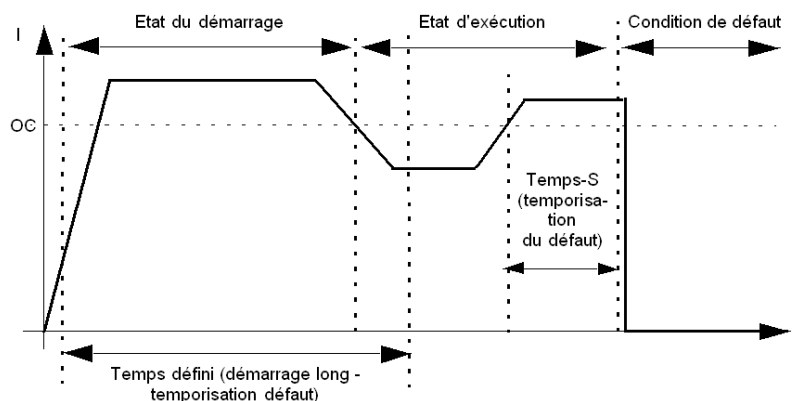 Etat du démarrage
Etat d'exécution
Condition de défaut
I
OC
Temps-S
(temporisa-
tion
du défaut)
Temps défini (démarrage long -
temporisation défaut)